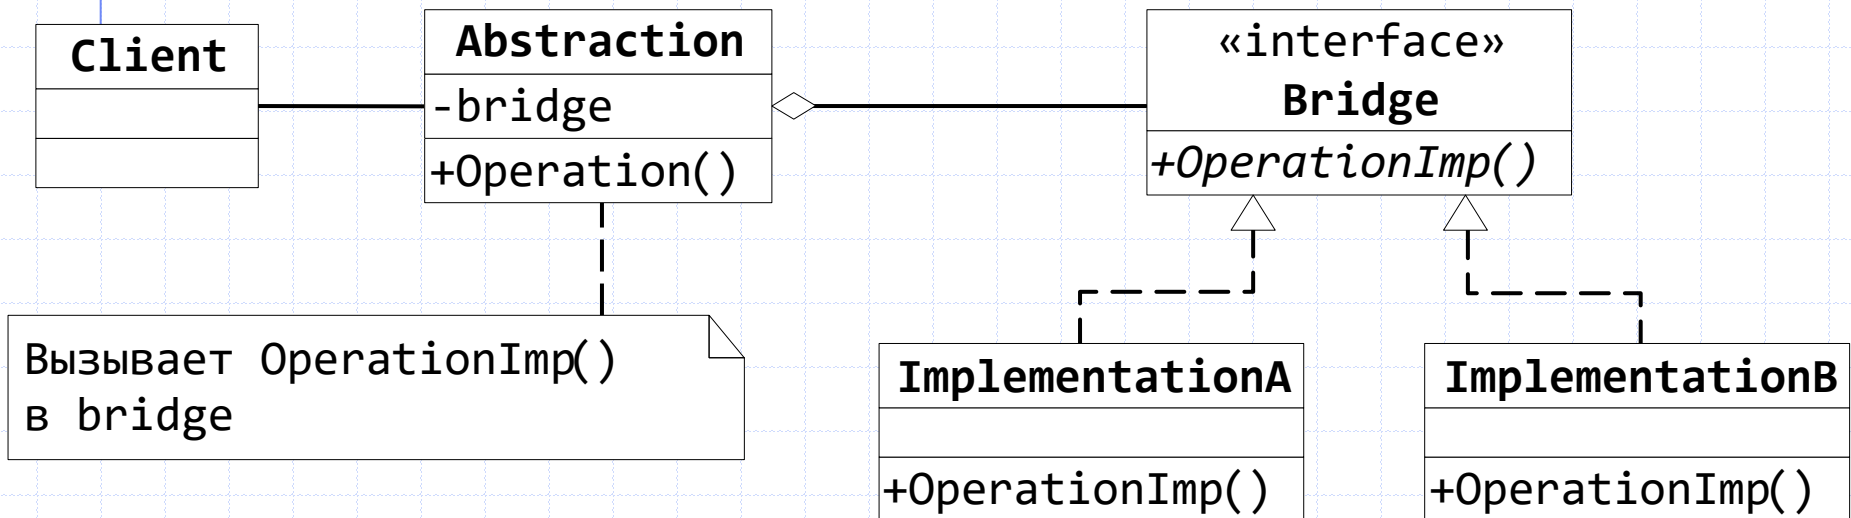 Client
Abstraction
-bridge
+Operation()
«interface»
Bridge
+OperationImp()
Вызывает OperationImp()
в bridge
ImplementationA
+OperationImp()
ImplementationB
+OperationImp()